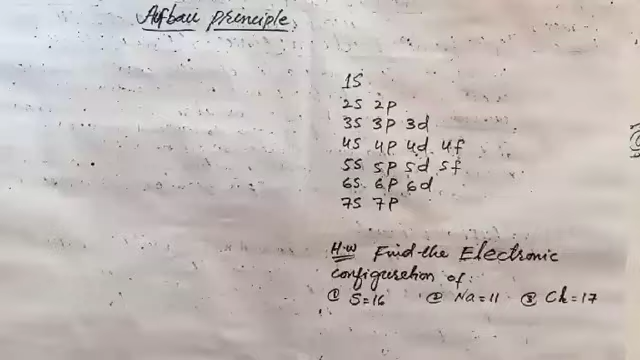 Aufbau principle
1S
2S 2p
3S 3p 3d
4S 4p 4d 4f
5S 5p 5d 5f
6S 6p 6d
7S 7p
H.W Find the Electronic
configuration of:
① S=16 ② Na=11 ③ Cl=17